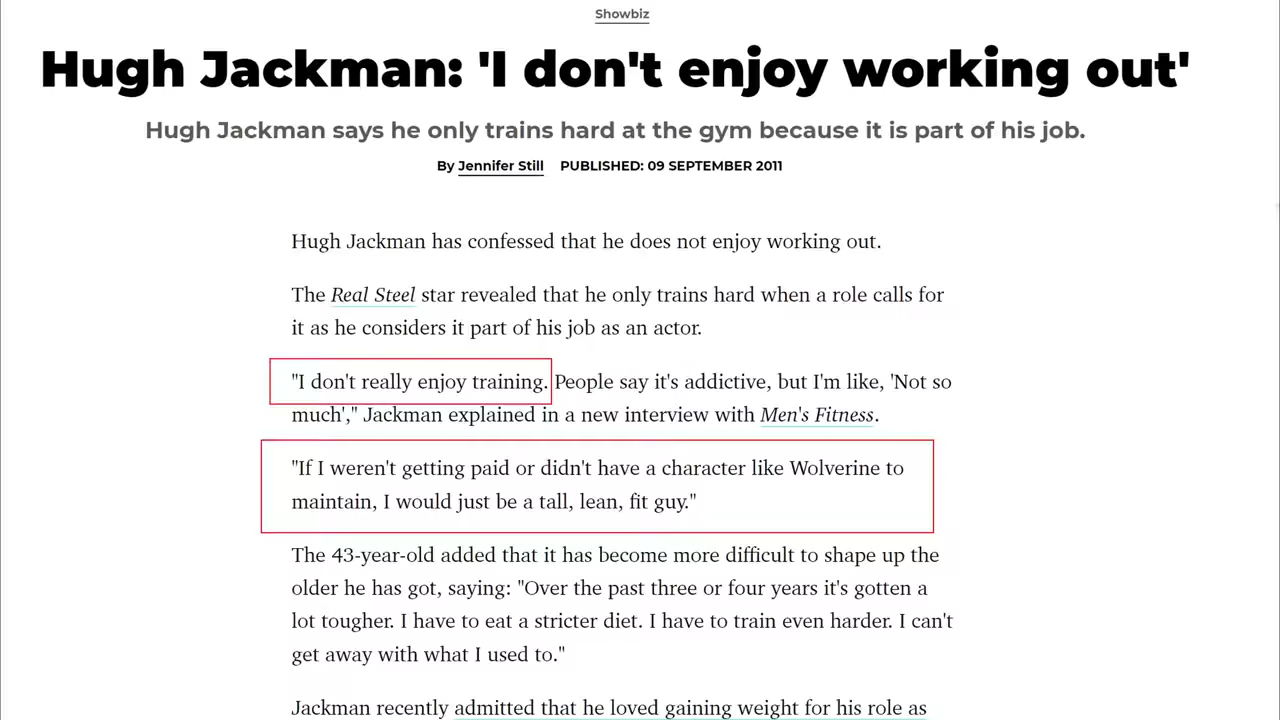 Showbiz
Hugh Jackman: 'I don't enjoy working out'
Hugh Jackman says he only trains hard at the gym because it is part of his job.
By Jennifer Still PUBLISHED: 09 SEPTEMBER 2011
Hugh Jackman has confessed that he does not enjoy working out.
The Real Steel star revealed that he only trains hard when a role calls for
it as he considers it part of his job as an actor.
"I don't really enjoy training. People say it's addictive, but I'm like, 'Not so
much'," Jackman explained in a new interview with Men's Fitness.
"If I weren't getting paid or didn't have a character like Wolverine to
maintain, I would just be a tall, lean, fit guy."
The 43-year-old added that it has become more difficult to shape up the
older he has got, saying: "Over the past three or four years it's gotten a
lot tougher. I have to eat a stricter diet. I have to train even harder. I can't
get away with what I used to."
Jackman recently admitted that he loved gaining weight for his role as